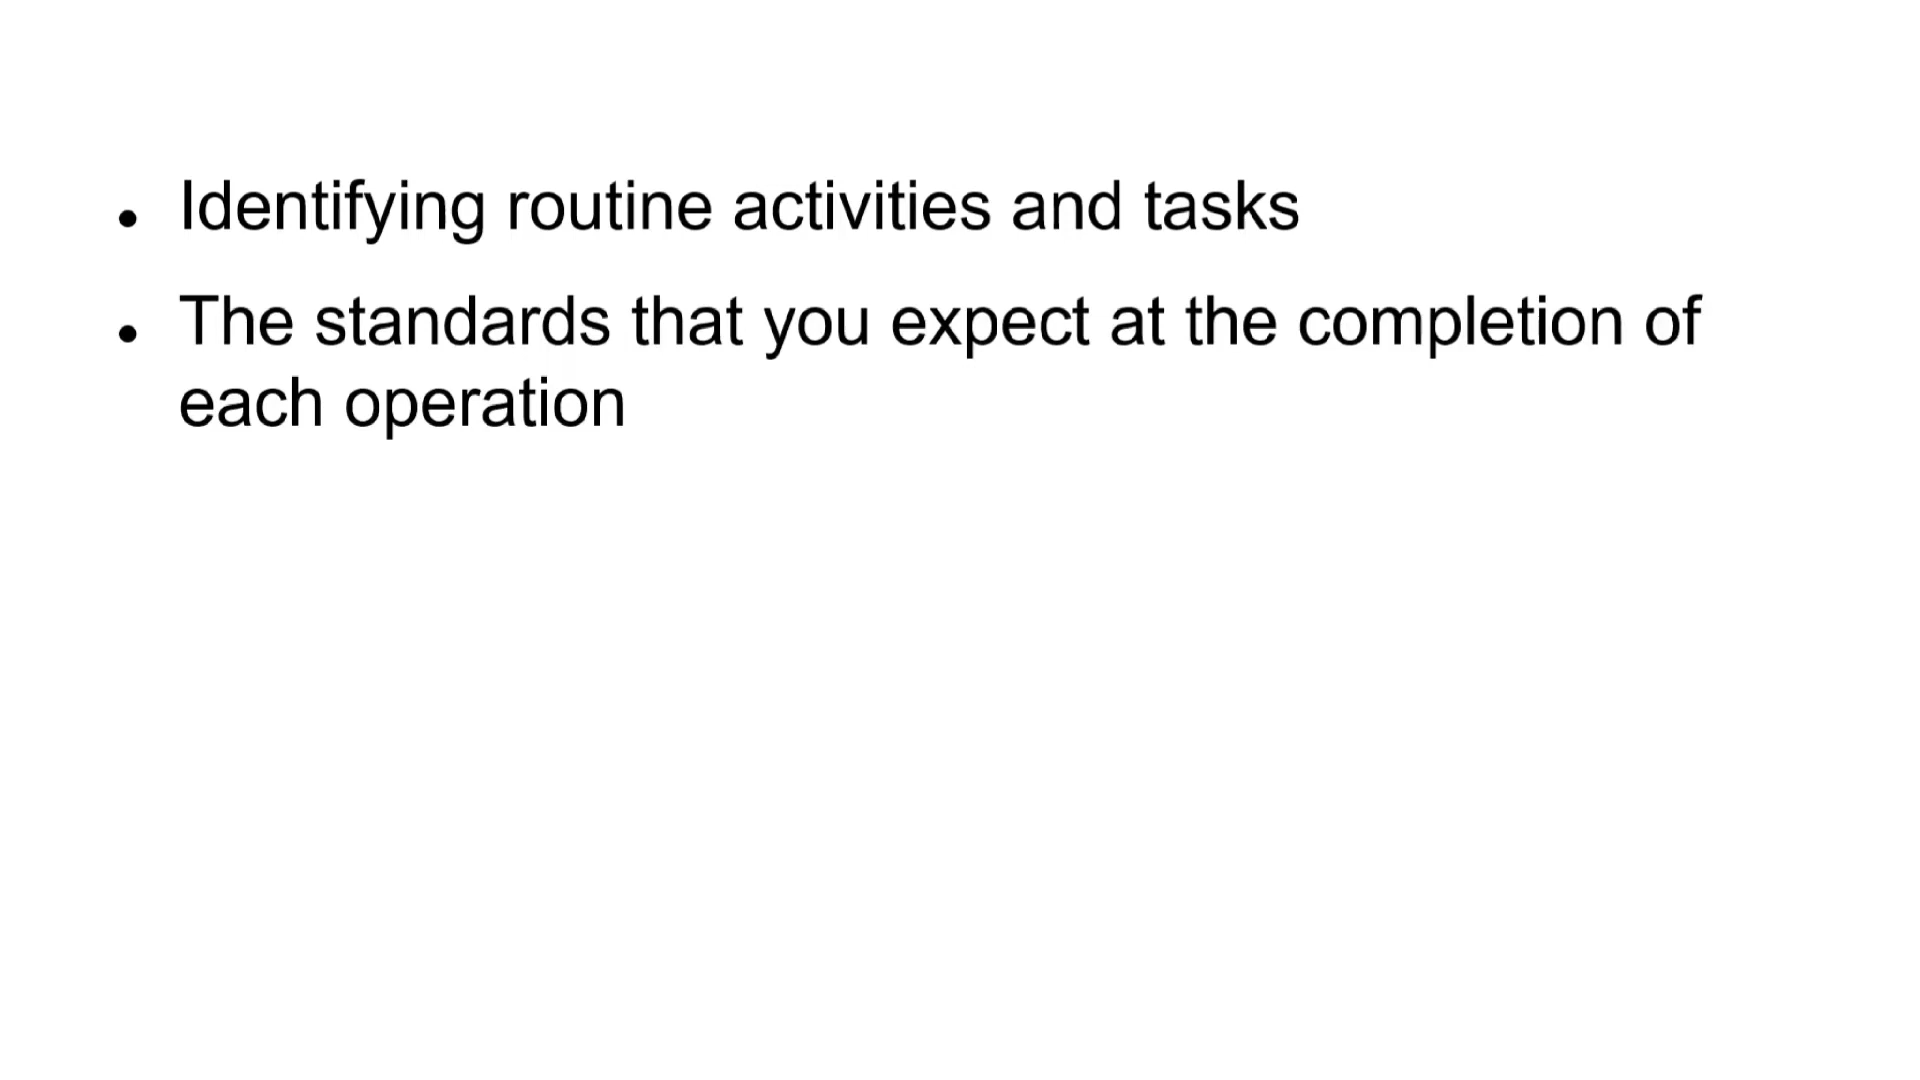 • Identifying routine activities and tasks
• The standards that you expect at the completion of
each operation